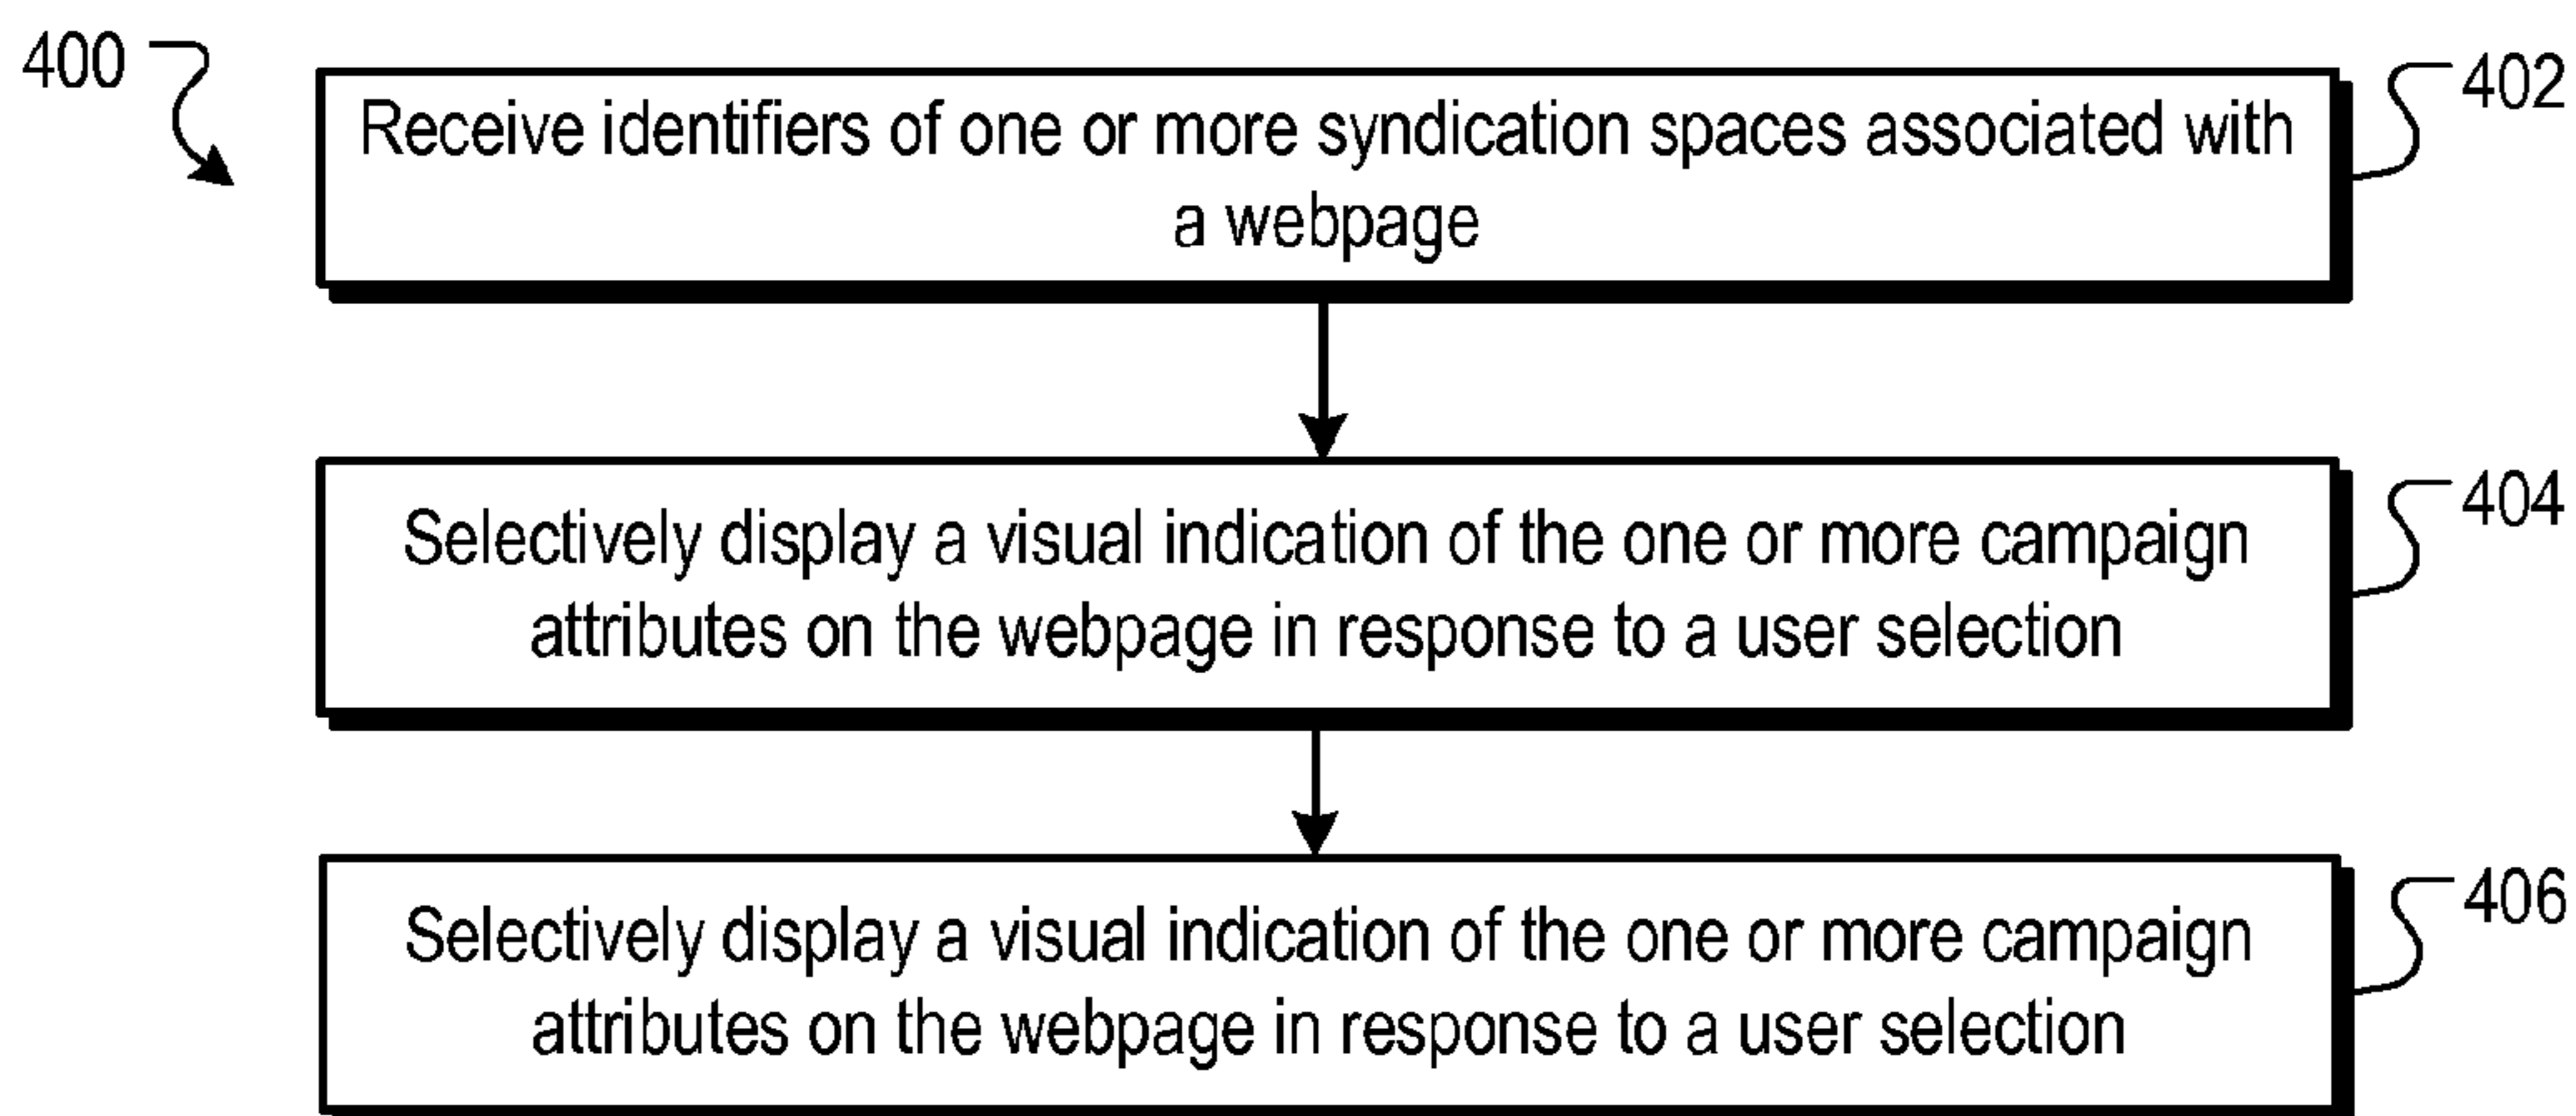 400
402
Receive identifiers of one or more syndication spaces associated with
a webpage
404
Selectively display a visual indication of the one or more campaign
attributes on the webpage in response to a user selection
406
Selectively display a visual indication of the one or more campaign
attributes on the webpage in response to a user selection